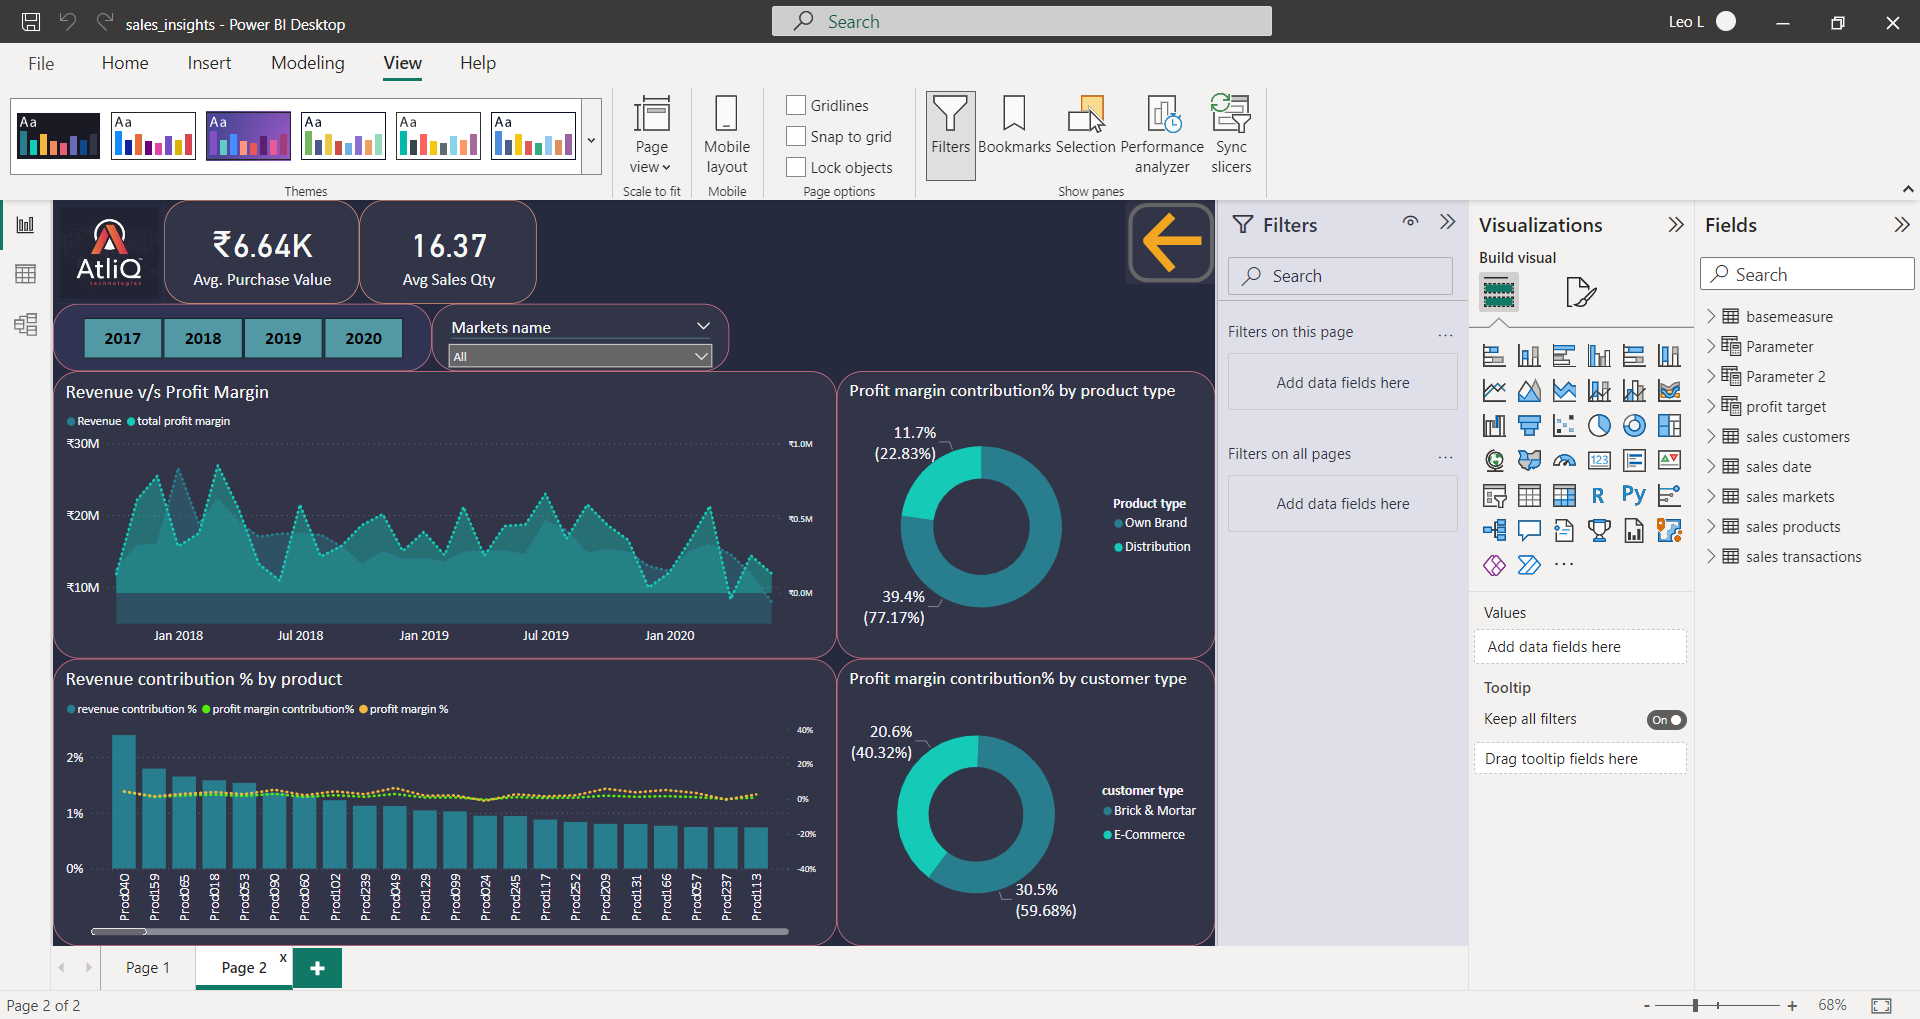 sales_insights - Power BI Desktop
Search
Leo L
File
Home
Insert
Modeling
View
Help
Aa
Aa
Aa
Aa
Aa
Aa
Themes
Page view
Scale to fit
Mobile layout
Mobile
Gridlines
Snap to grid
Lock objects
Page options
Filters
Bookmarks
Selection
Performance analyzer
Sync slicers
Show panes
AtliQ
technologies
₹6.64K
Avg. Purchase Value
16.37
Avg Sales Qty
2017
2018
2019
2020
Markets name
All
Revenue v/s Profit Margin
Revenue
total profit margin
₹30M
₹20M
₹10M
₹1.0M
₹0.5M
₹0.0M
Jan 2018
Jul 2018
Jan 2019
Jul 2019
Jan 2020
Profit margin contribution% by product type
11.7%
(22.83%)
39.4%
(77.17%)
Product type
Own Brand
Distribution
Revenue contribution % by product
revenue contribution %
profit margin contribution%
profit margin %
2%
1%
0%
40%
20%
0%
-20%
-40%
Prod040
Prod159
Prod065
Prod018
Prod053
Prod090
Prod060
Prod102
Prod239
Prod049
Prod129
Prod099
Prod024
Prod245
Prod117
Prod252
Prod209
Prod131
Prod166
Prod057
Prod237
Prod113
Profit margin contribution% by customer type
20.6%
(40.32%)
30.5%
(59.68%)
customer type
Brick & Mortar
E-Commerce
Filters
Search
Filters on this page
...
Add data fields here
Filters on all pages
...
Add data fields here
Visualizations
Build visual
123
R
Py
...
Values
Add data fields here
Tooltip
Keep all filters
On
Drag tooltip fields here
Fields
Search
basemeasure
Parameter
Parameter 2
profit target
sales customers
sales date
sales markets
sales products
sales transactions
Page 1
Page 2
x
+
Page 2 of 2
-
+
68%